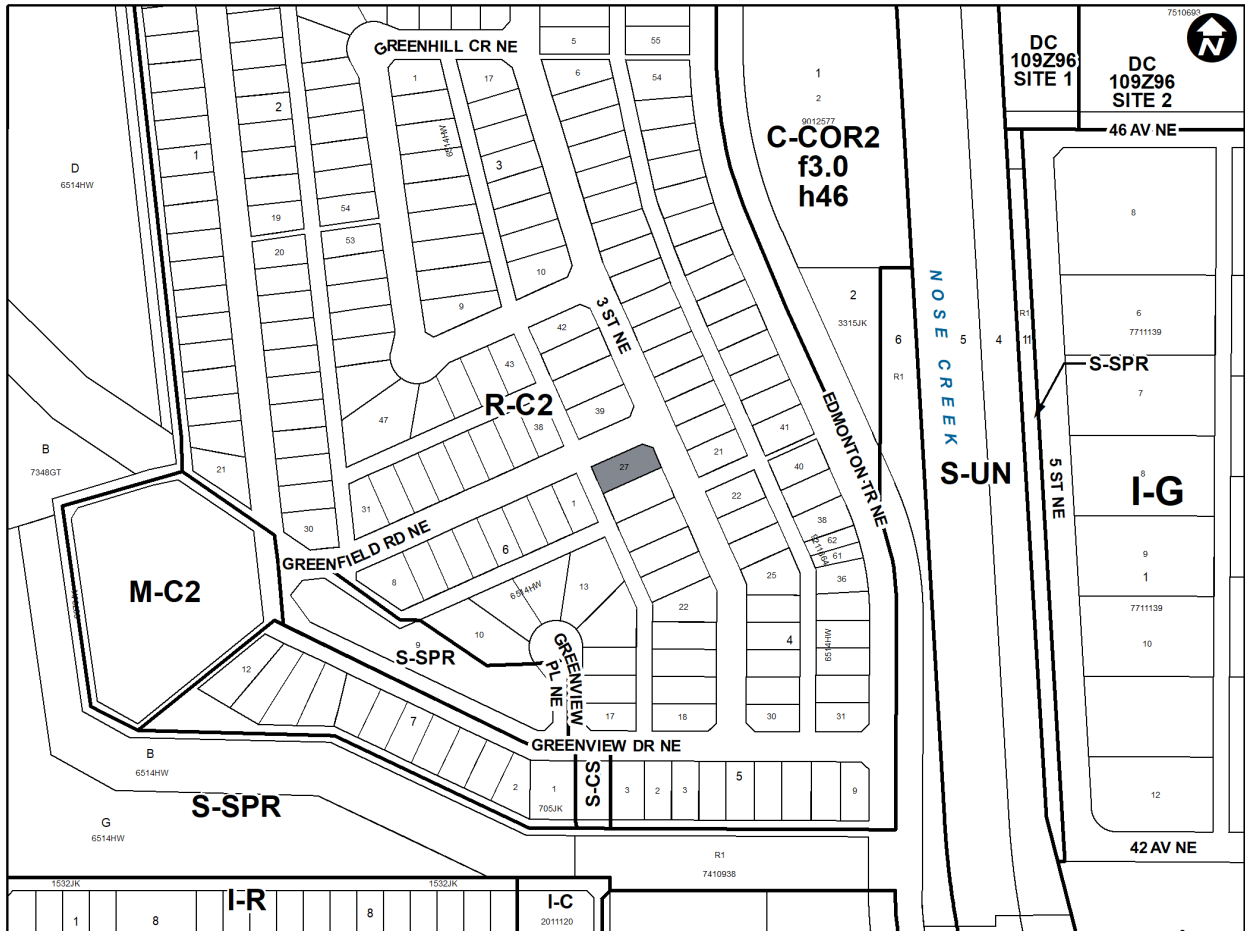 7510693
N
GREENHILL CR NE
5
55
DC
109Z96
SITE 1
DC
109Z96
SITE 2
1
17
6
54
1
2
9012577
2
6514HW
46 AV NE
C-COR2
f3.0
h46
1
3
D
6514HW
54
19
53
20
8
10
NOSE CREEK
9
3 ST NE
42
2
3315JK
R1
6
7711139
6
5
4
11
43
S-SPR
R1
7
R-C2
47
39
EDMONTON TR NE
38
41
21
B
7348GT
21
27
40
S-UN
5 ST NE
8
I-G
22
1
31
30
GREENFIELD RD NE
38
62
9211464
61
6
9
1
M-C2
8
6514HW
13
25
36
22
7711139
10
4
6514HW
10
9
S-SPR
GREENVIEW
PL NE
12
7
17
18
30
31
GREENVIEW DR NE
B
6514HW
S-CS
5
2
1
3
2
3
9
12
705JK
S-SPR
G
6514HW
42 AV NE
R1
7410938
1532JK
1532JK
I-R
I-C
2011120
1
8
8